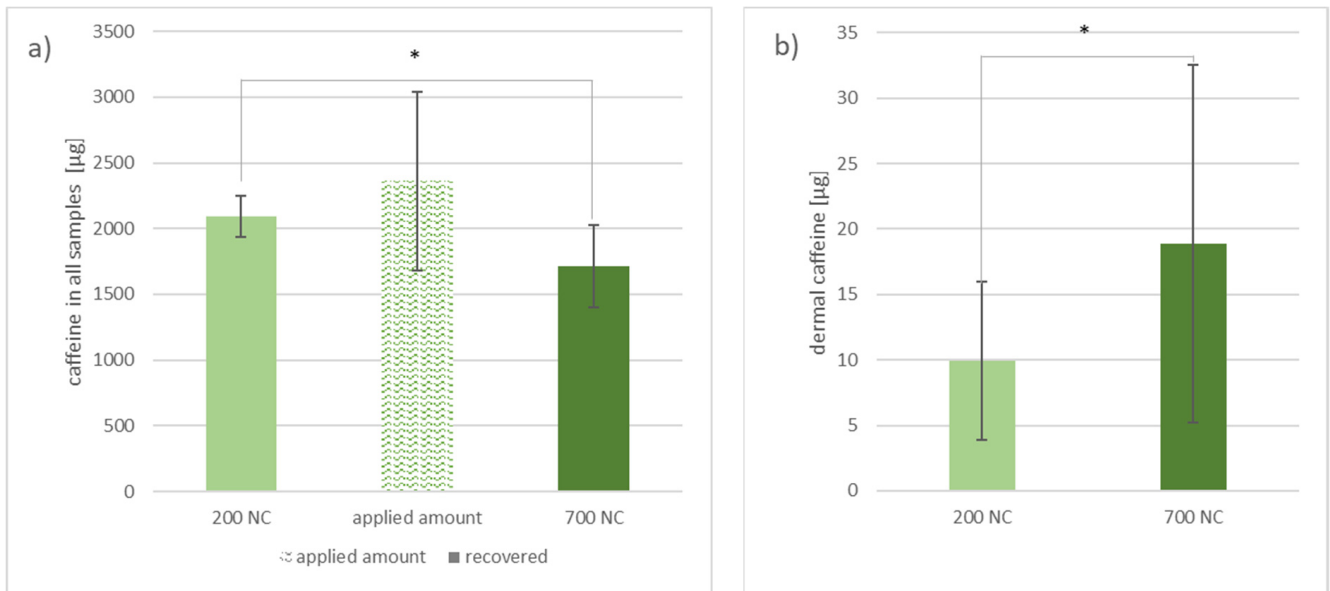 a)
*
caffeine in all samples [µg]
3500
3000
2500
2000
1500
1000
500
0
200 NC applied amount 700 NC
applied amount recovered
b)
*
dermal caffeine [µg]
35
30
25
20
15
10
5
0
200 NC 700 NC